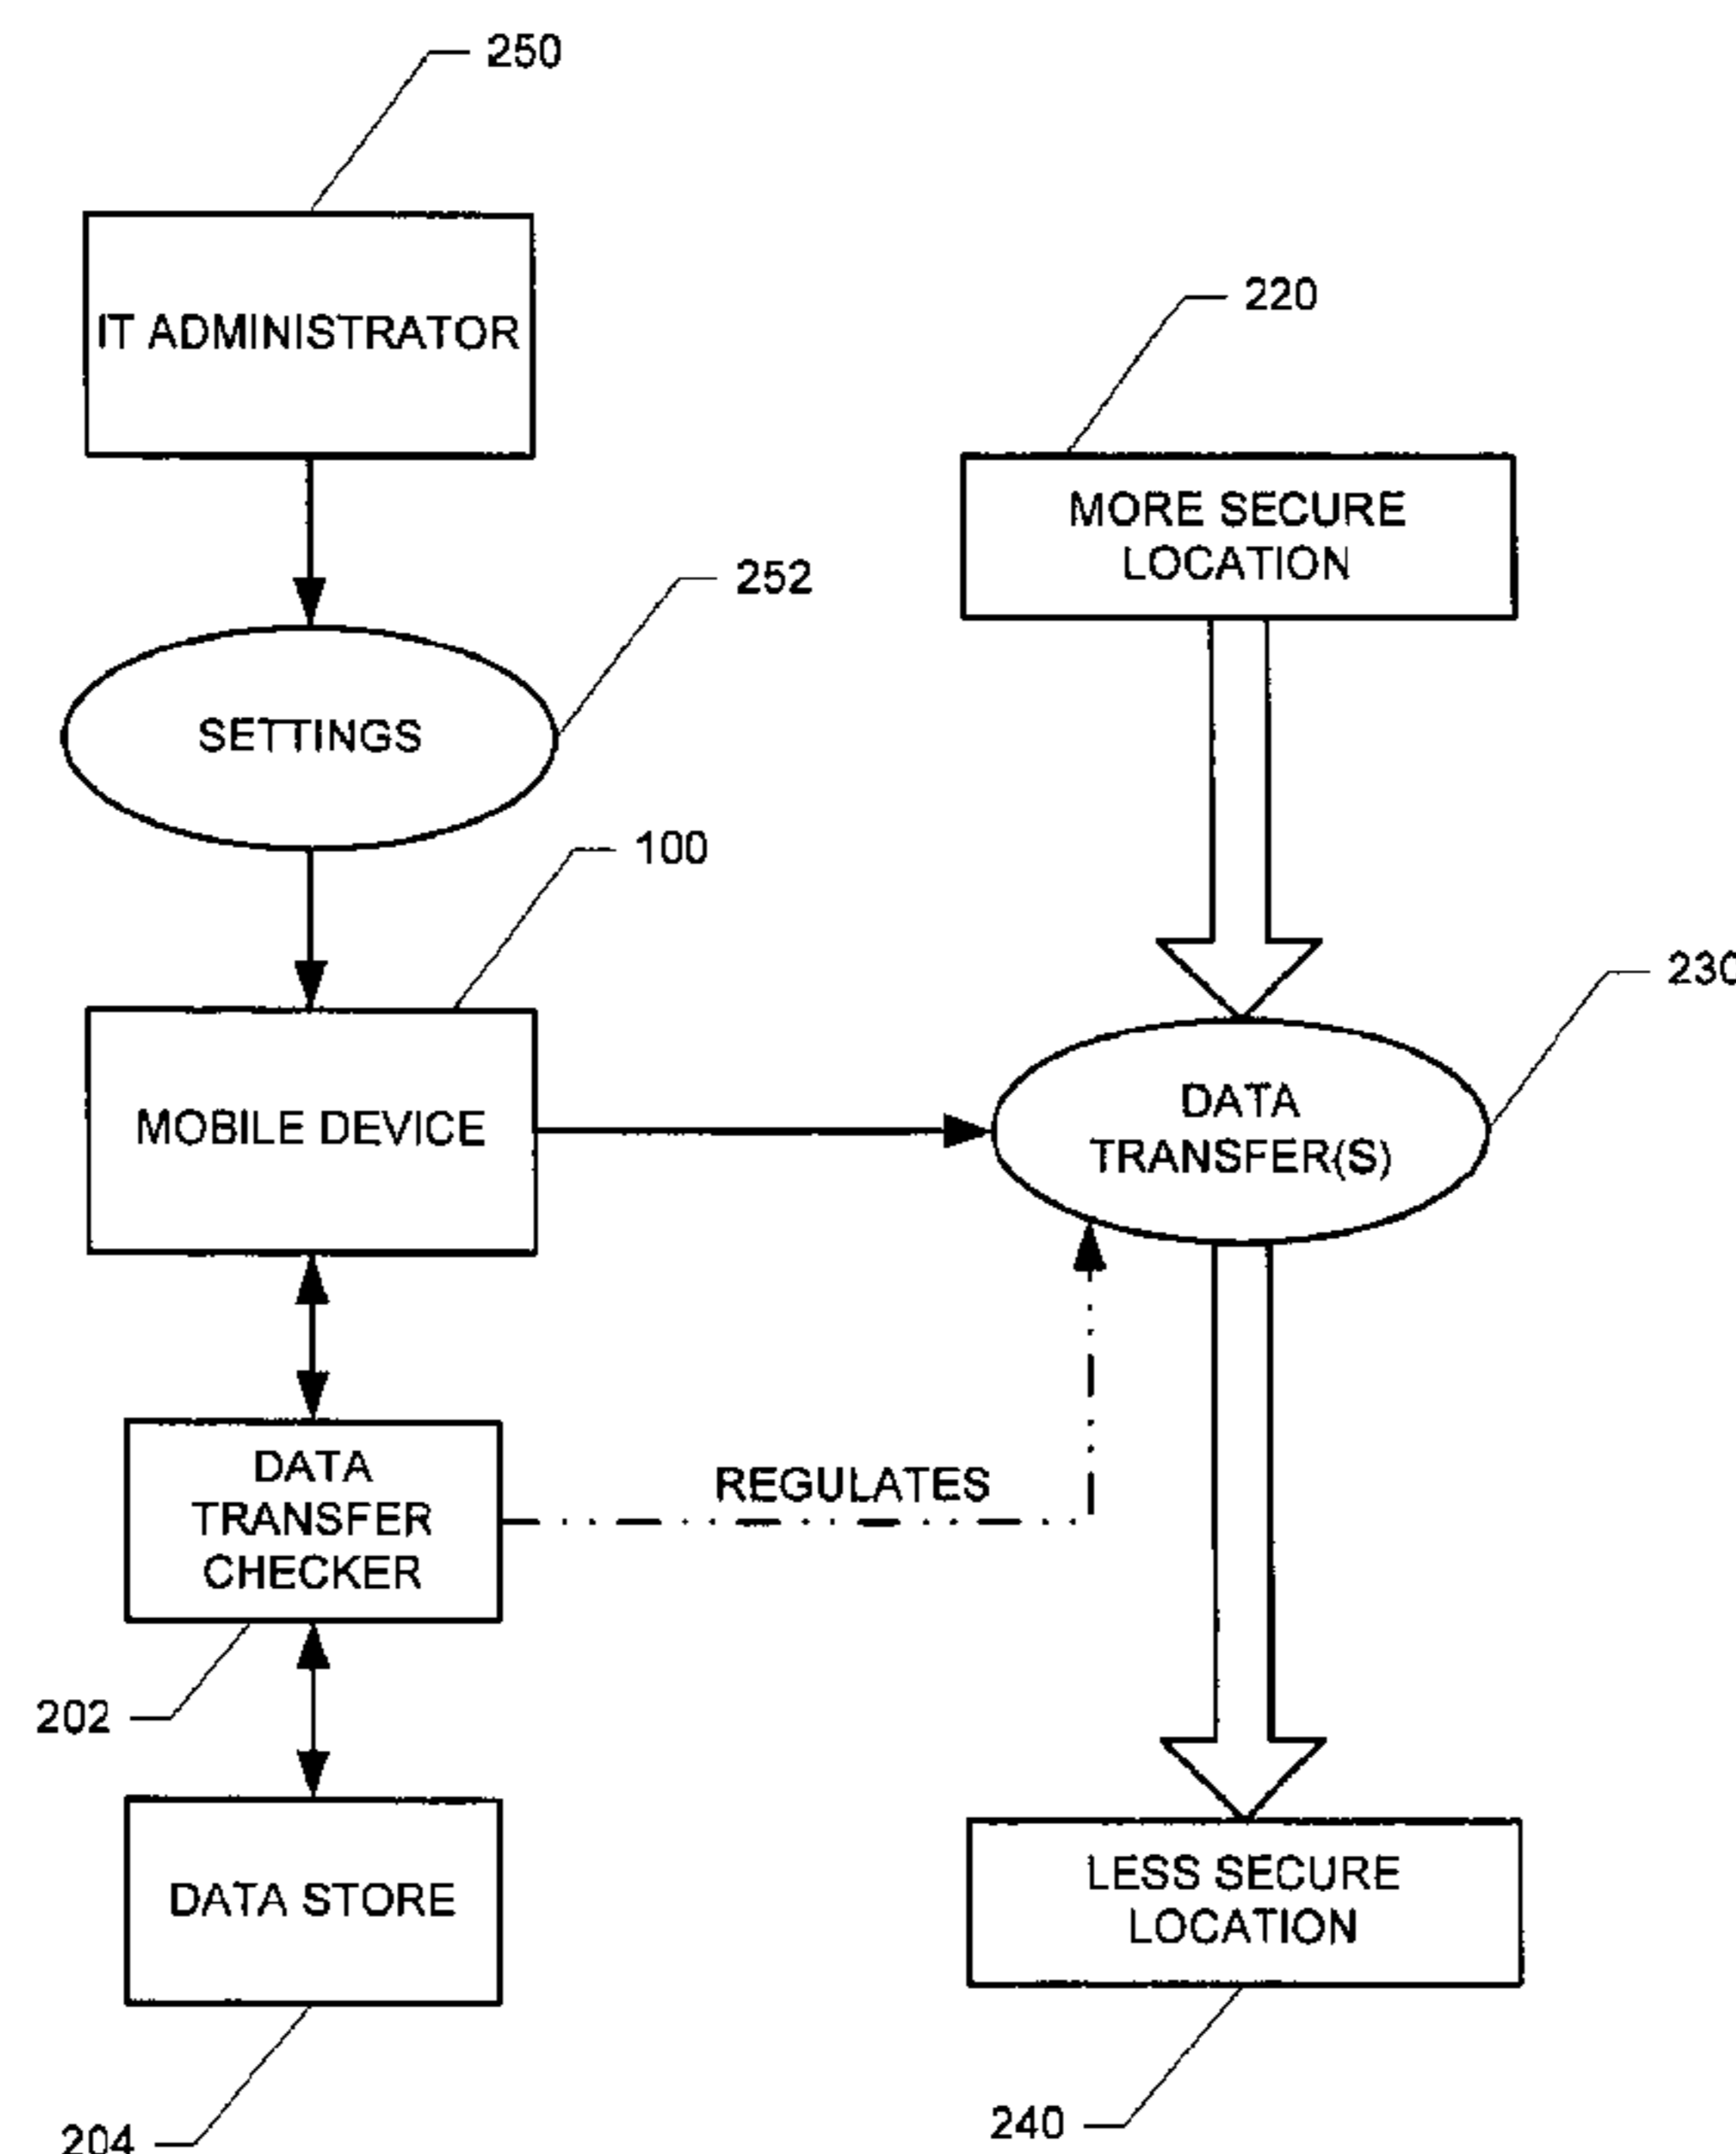 250
IT ADMINISTRATOR
220
MORE SECURE
LOCATION
252
SETTINGS
100
MOBILE DEVICE
230
DATA
TRANSFER(S)
DATA
TRANSFER
CHECKER
REGULATES
202
DATA STORE
LESS SECURE
LOCATION
204
240